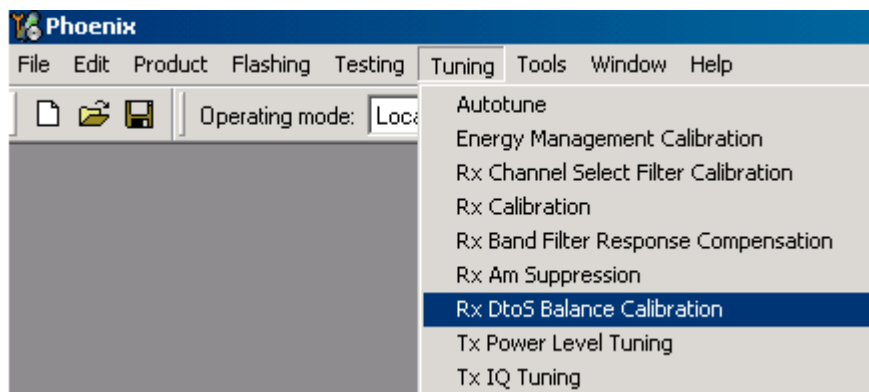 Phoenix
File Edit Product Flashing Testing Tuning Tools Window Help
Operating mode: Loca
Autotune
Energy Management Calibration
Rx Channel Select Filter Calibration
Rx Calibration
Rx Band Filter Response Compensation
Rx Am Suppression
Rx DtoS Balance Calibration
Tx Power Level Tuning
Tx IQ Tuning